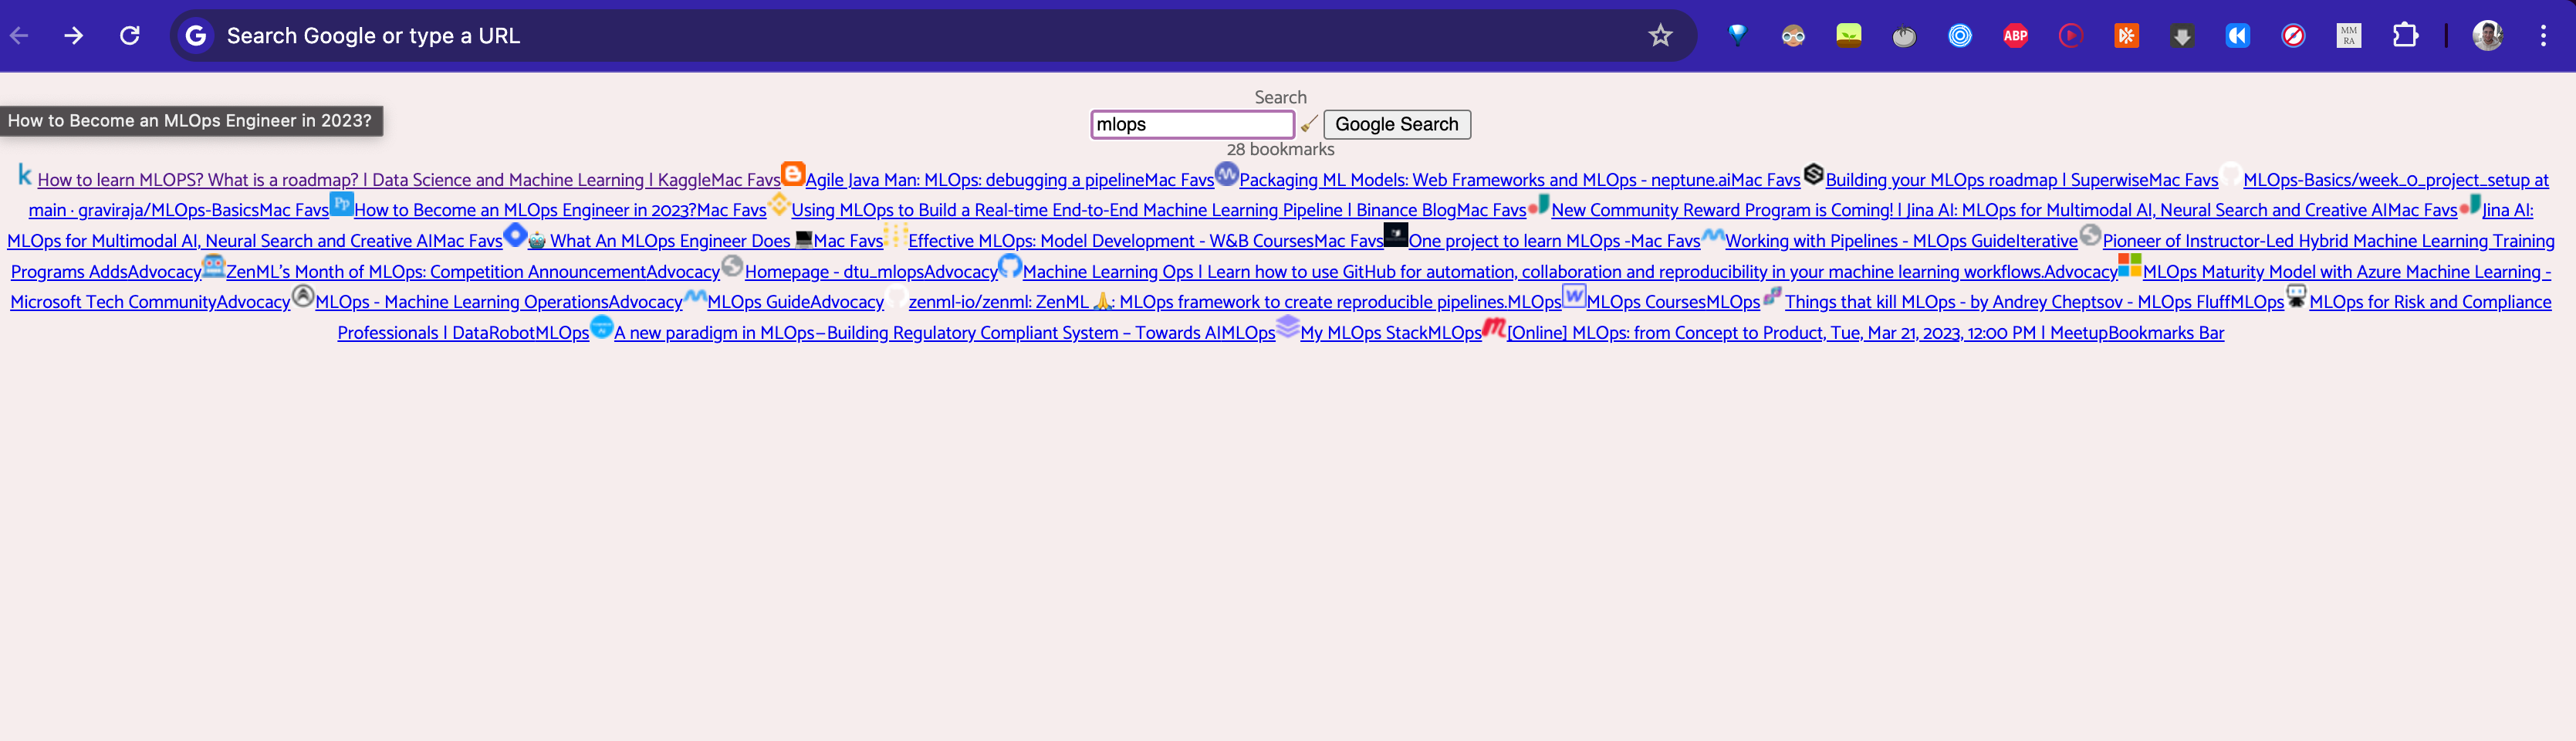 Search Google or type a URL
ABP
MM
RA
Search
How to Become an MLOps Engineer in 2023?
mlops
Google Search
28 bookmarks
How to learn MLOPS? What is a roadmap? | Data Science and Machine Learning | KaggleMac Favs Agile Java Man: MLOps: debugging a pipelineMac Favs Packaging ML Models: Web Frameworks and MLOps - neptune.aiMac Favs Building your MLOps roadmap | SuperwiseMac Favs MLOps-Basics/week_0_project_setup at
main · graviraja/MLOps-BasicsMac Favs Pp How to Become an MLOps Engineer in 2023?Mac Favs Using MLOps to Build a Real-time End-to-End Machine Learning Pipeline | Binance BlogMac Favs New Community Reward Program is Coming! | Jina AI: MLOps for Multimodal AI, Neural Search and Creative AIMac Favs Jina AI:
MLOps for Multimodal AI, Neural Search and Creative AIMac Favs 🤖 What An MLOps Engineer Does 💻Mac Favs Effective MLOps: Model Development - W&B CoursesMac Favs One project to learn MLOps -Mac Favs Working with Pipelines - MLOps GuideIterative Pioneer of Instructor-Led Hybrid Machine Learning Training
Programs AddsAdvocacy ZenML's Month of MLOps: Competition AnnouncementAdvocacy Homepage - dtu_mlopsAdvocacy Machine Learning Ops | Learn how to use GitHub for automation, collaboration and reproducibility in your machine learning workflows.Advocacy MLOps Maturity Model with Azure Machine Learning -
Microsoft Tech CommunityAdvocacy MLOps - Machine Learning OperationsAdvocacy MLOps GuideAdvocacy zenml-io/zenml: ZenML 🙏: MLOps framework to create reproducible pipelines.MLOps W MLOps CoursesMLOps Things that kill MLOps - by Andrey Cheptsov - MLOps FluffMLOps MLOps for Risk and Compliance
Professionals | DataRobotMLOps A new paradigm in MLOps—Building Regulatory Compliant System – Towards AIMLOps My MLOps StackMLOps [Online] MLOps: from Concept to Product, Tue, Mar 21, 2023, 12:00 PM | MeetupBookmarks Bar